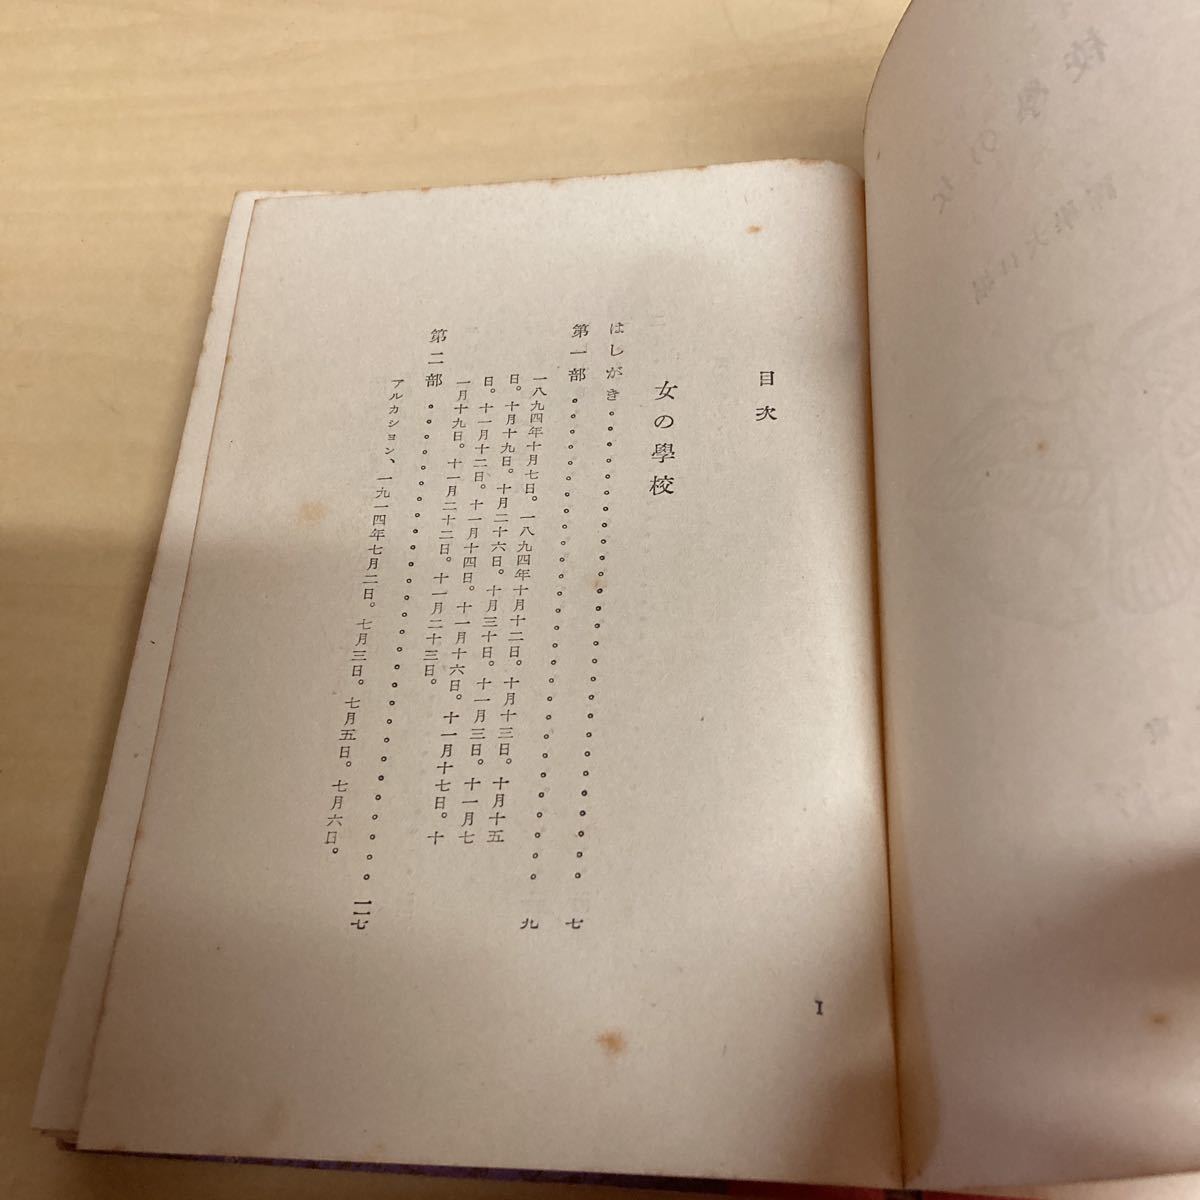 目次
女の學校
はしがき。。。。。。。。。。。。。。。。。。。。。。。。七
第一部。。。。。。。。。。。。。。。。。。。。。。。九
一八九四年十月七日。一八九四年十月十二日。十月十三日。十月十五
日。十月十九日。十月二十六日。十月三十日。十一月三日。十一月七
日。十一月十二日。十一月十四日。十一月十六日。十一月十七日。十
一月十九日。十一月二十二日。十一月二十三日。
第二部。。。。。。。。。。。。。。。。。。。。。。。一二七
アルカション、一九一四年七月二日。七月三日。七月五日。七月六日。
I